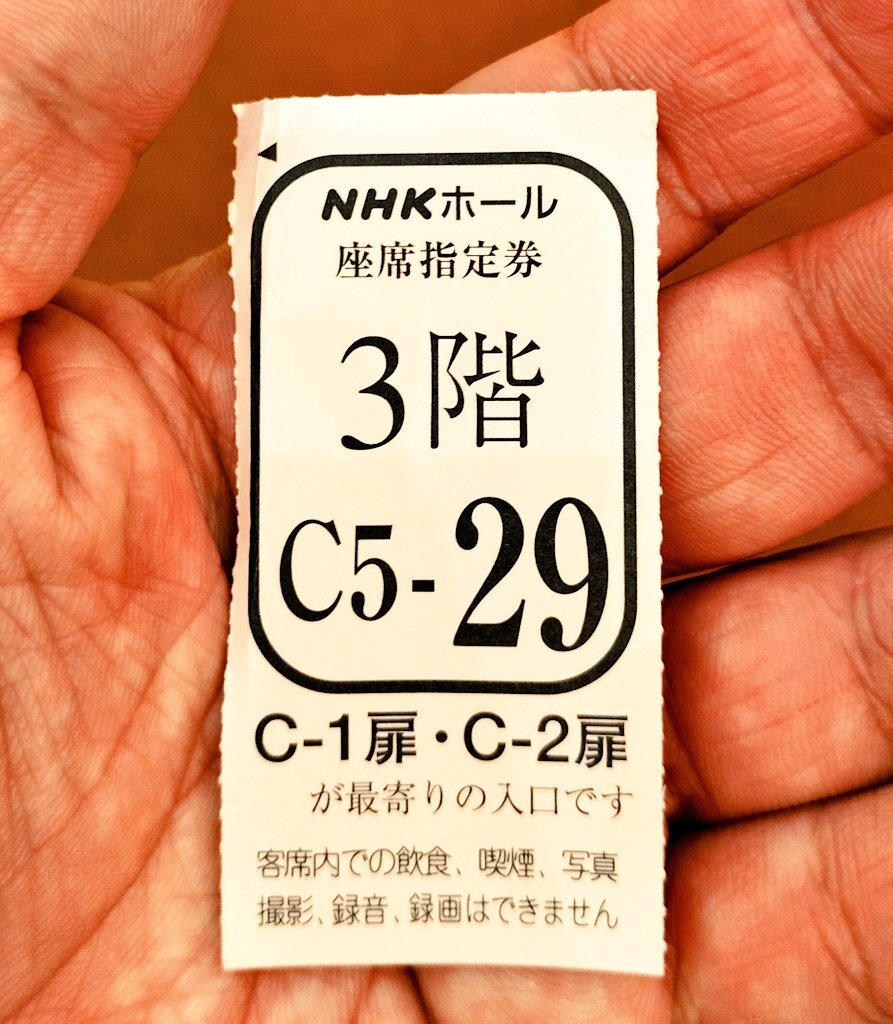 NHKホール
座席指定券
3階
C5-29
C-1扉・C-2扉
が最寄りの入口です
客席内での飲食、喫煙、写真
撮影、録音、録画はできません